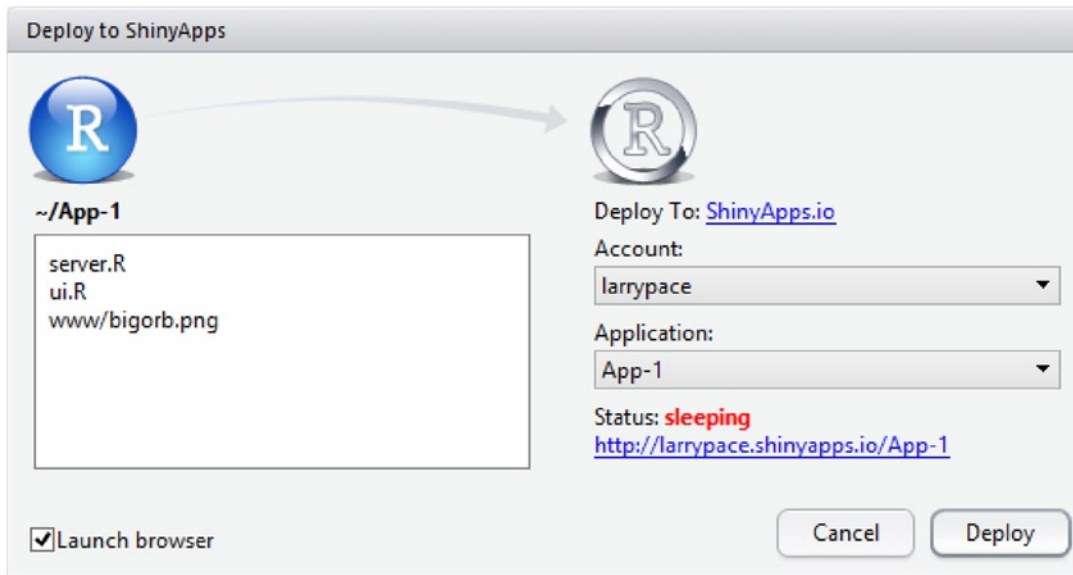 Deploy to ShinyApps
R
R
~/App-1
server.R
ui.R
www/bigorb.png
Deploy To: ShinyApps.io
Account:
larrypace
Application:
App-1
Status: sleeping
http://larrypace.shinyapps.io/App-1
Launch browser
Cancel
Deploy